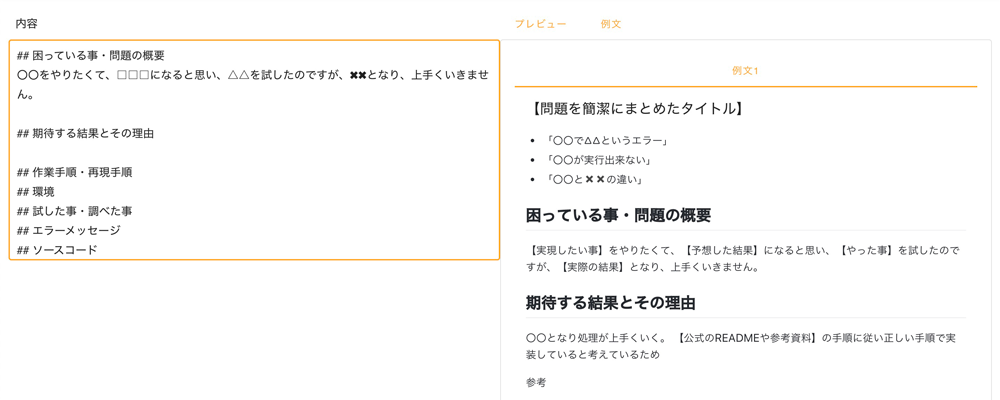 内容
## 困っている事・問題の概要
〇〇をやりたくて、□□□になると思い、△△を試したのですが、✖✖となり、上手くいきませ
ん。
## 期待する結果とその理由
## 作業手順・再現手順
## 環境
## 試した事・調べた事
## エラーメッセージ
## ソースコード
プレビュー 例文
例文1
【問題を簡潔にまとめたタイトル】
• 「〇〇で△△というエラー」
• 「〇〇が実行出来ない」
• 「〇〇と✖✖の違い」
困っている事・問題の概要
【実現したい事】をやりたくて、【予想した結果】になると思い、【やった事】を試したので
すが、【実際の結果】となり、上手くいきません。
期待する結果とその理由
〇〇となり処理が上手くいく。 【公式のREADMEや参考資料】の手順に従い正しい手順で実
装していると考えているため
参考